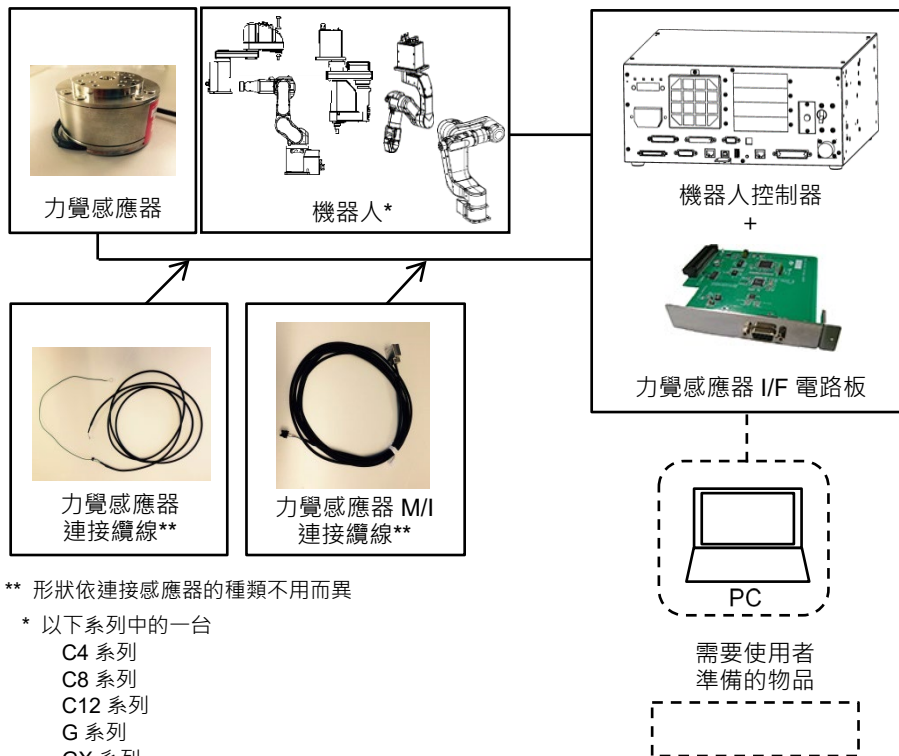 力覺感應器
機器人*
機器人控制器
+
力覺感應器 I/F 電路板
力覺感應器
連接纜線**
力覺感應器 M/I
連接纜線**
PC
** 形狀依連接感應器的種類不用而異
* 以下系列中的一台
C4 系列
C8 系列
C12 系列
G 系列
需要使用者
準備的物品